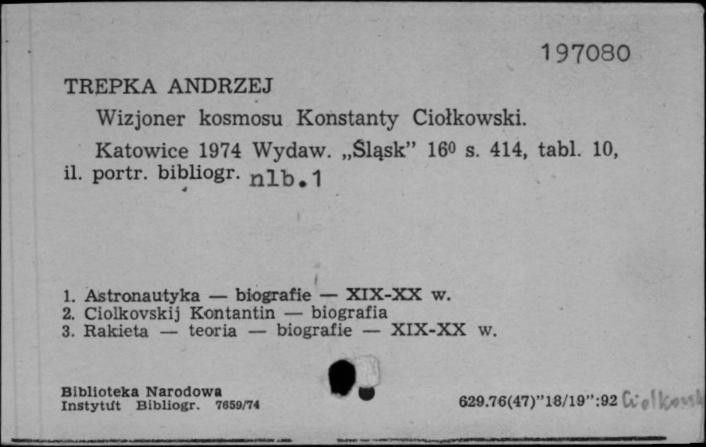 197080
TREPKA ANDRZEJ
Wizjoner kosmosu Konstanty Ciołkowski.
Katowice 1974 Wydaw. „Śląsk” 16⁰ s. 414, tabl. 10,
il. portr. bibliogr. nlb.1
1. Astronautyka — biografie — XIX-XX w.
2. Ciolkovskij Kontantin — biografia
3. Rakieta — teoria — biografie — XIX-XX w.
Biblioteka Narodowa
Instytut Bibliogr. 7659/74
629.76(47)”18/19”:92